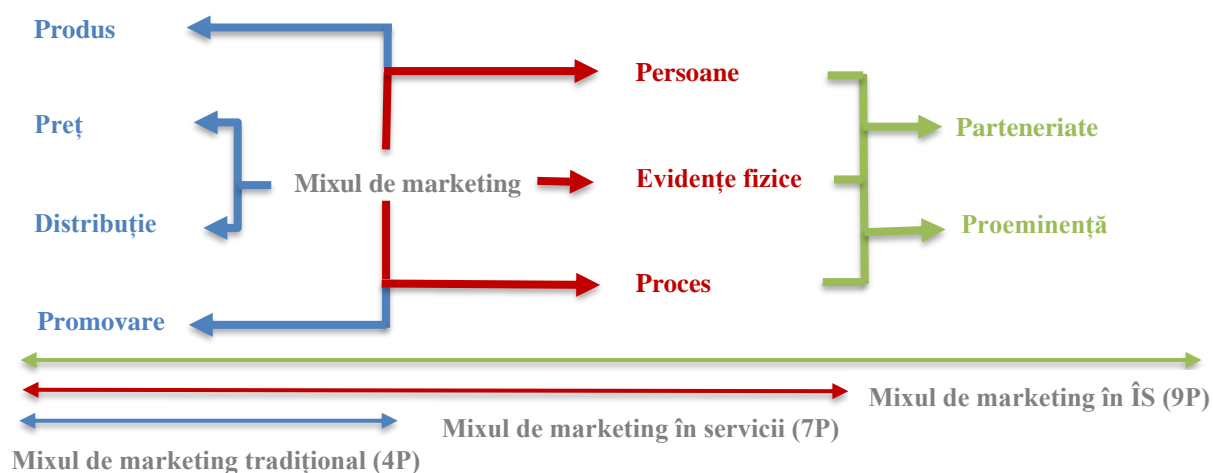 Produs
Persoane
Preț
Parteneriate
Mixul de marketing
Evidențe fizice
Distribuție
Proeminență
Proces
Promovare
Mixul de marketing în ÎS (9P)
Mixul de marketing în servicii (7P)
Mixul de marketing tradițional (4P)